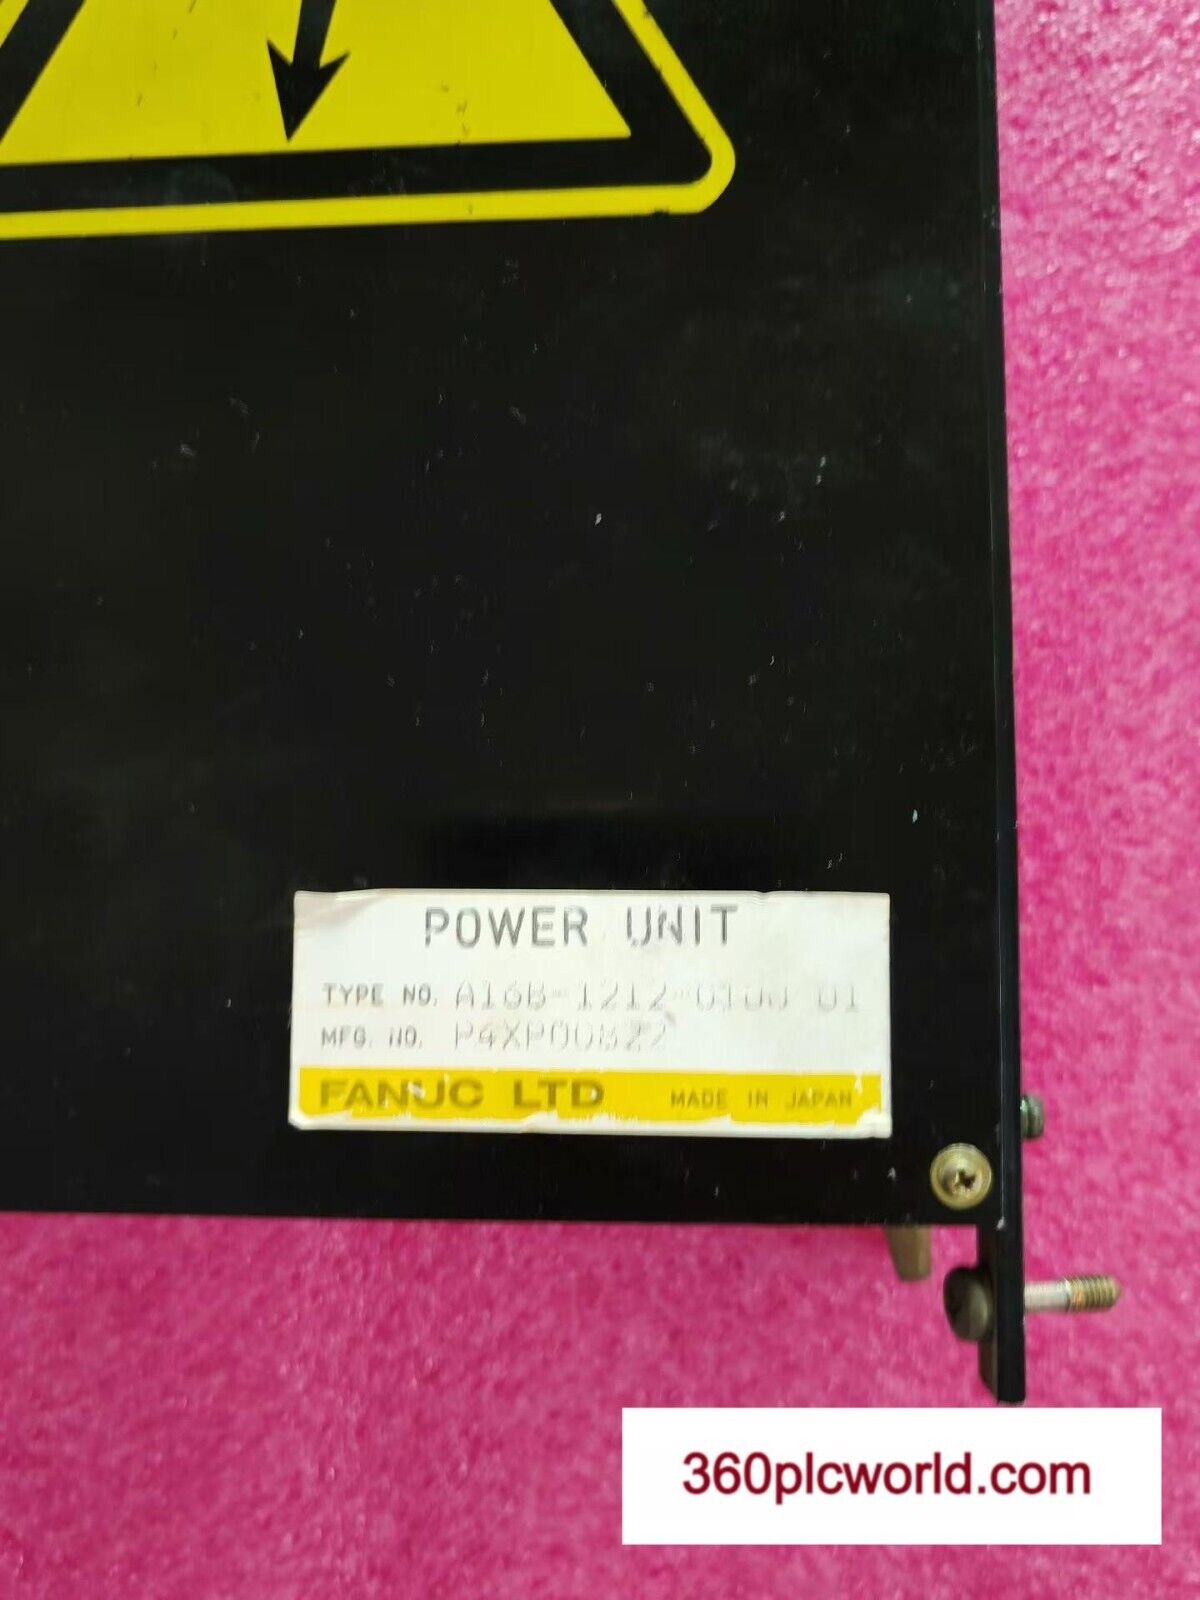 POWER UNIT
TYPE NO. A16B-1212-0100 01
MFG. NO. P4XP00822
FANUC LTD MADE IN JAPAN
360plcworld.com